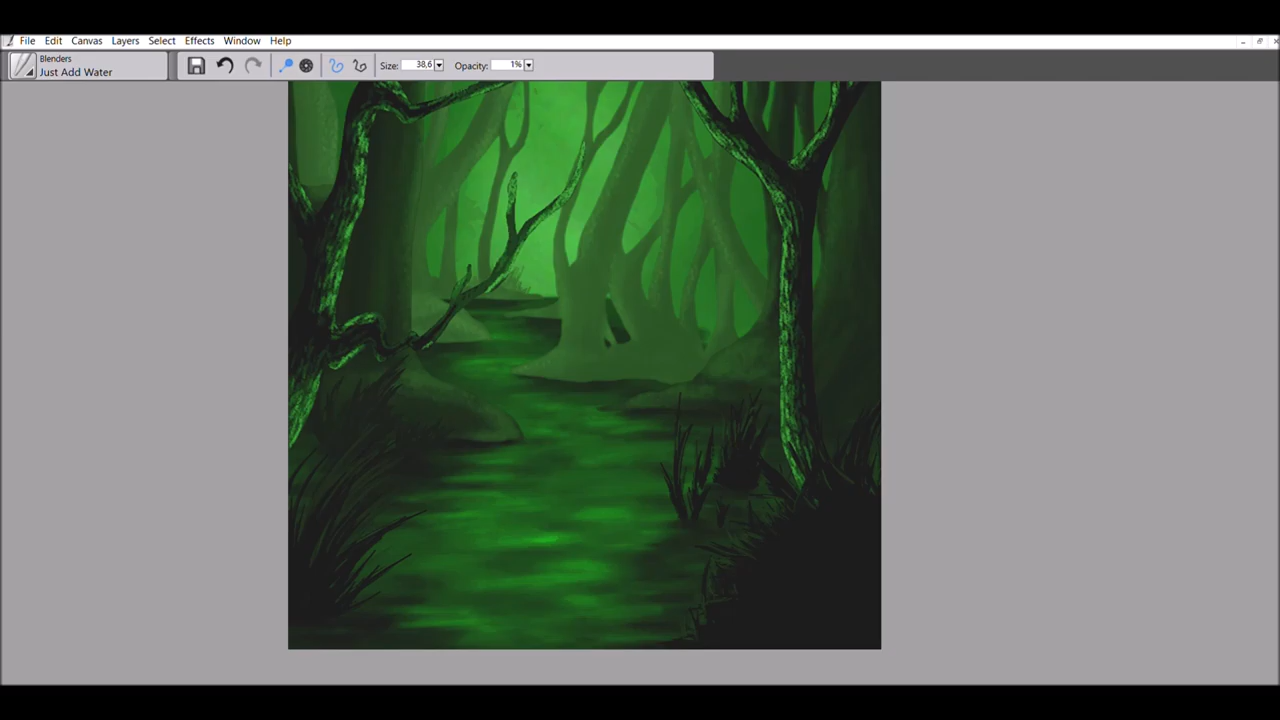 File Edit Canvas Layers Select Effects Window Help
Blenders
Just Add Water
Size: 38,6 Opacity: 1%